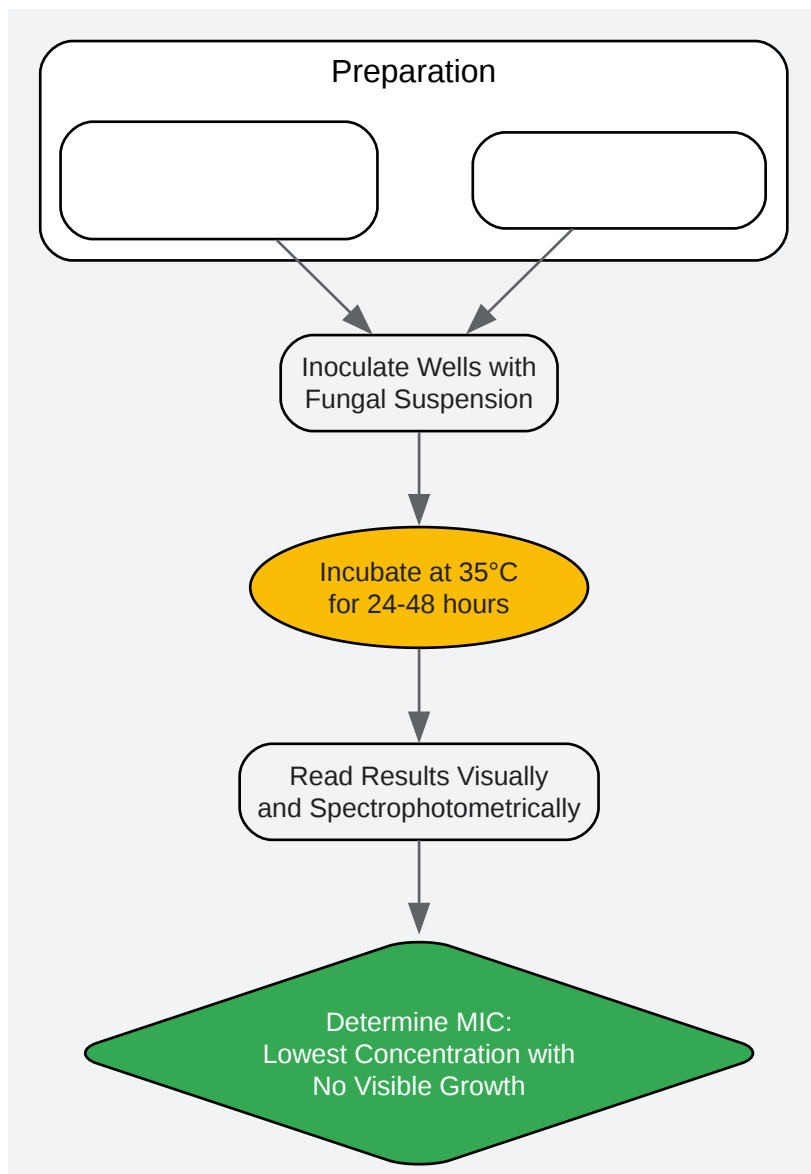 Preparation
Inoculate Wells with
Fungal Suspension
Incubate at 35°C
for 24-48 hours
Read Results Visually
and Spectrophotometrically
Determine MIC:
Lowest Concentration with
No Visible Growth